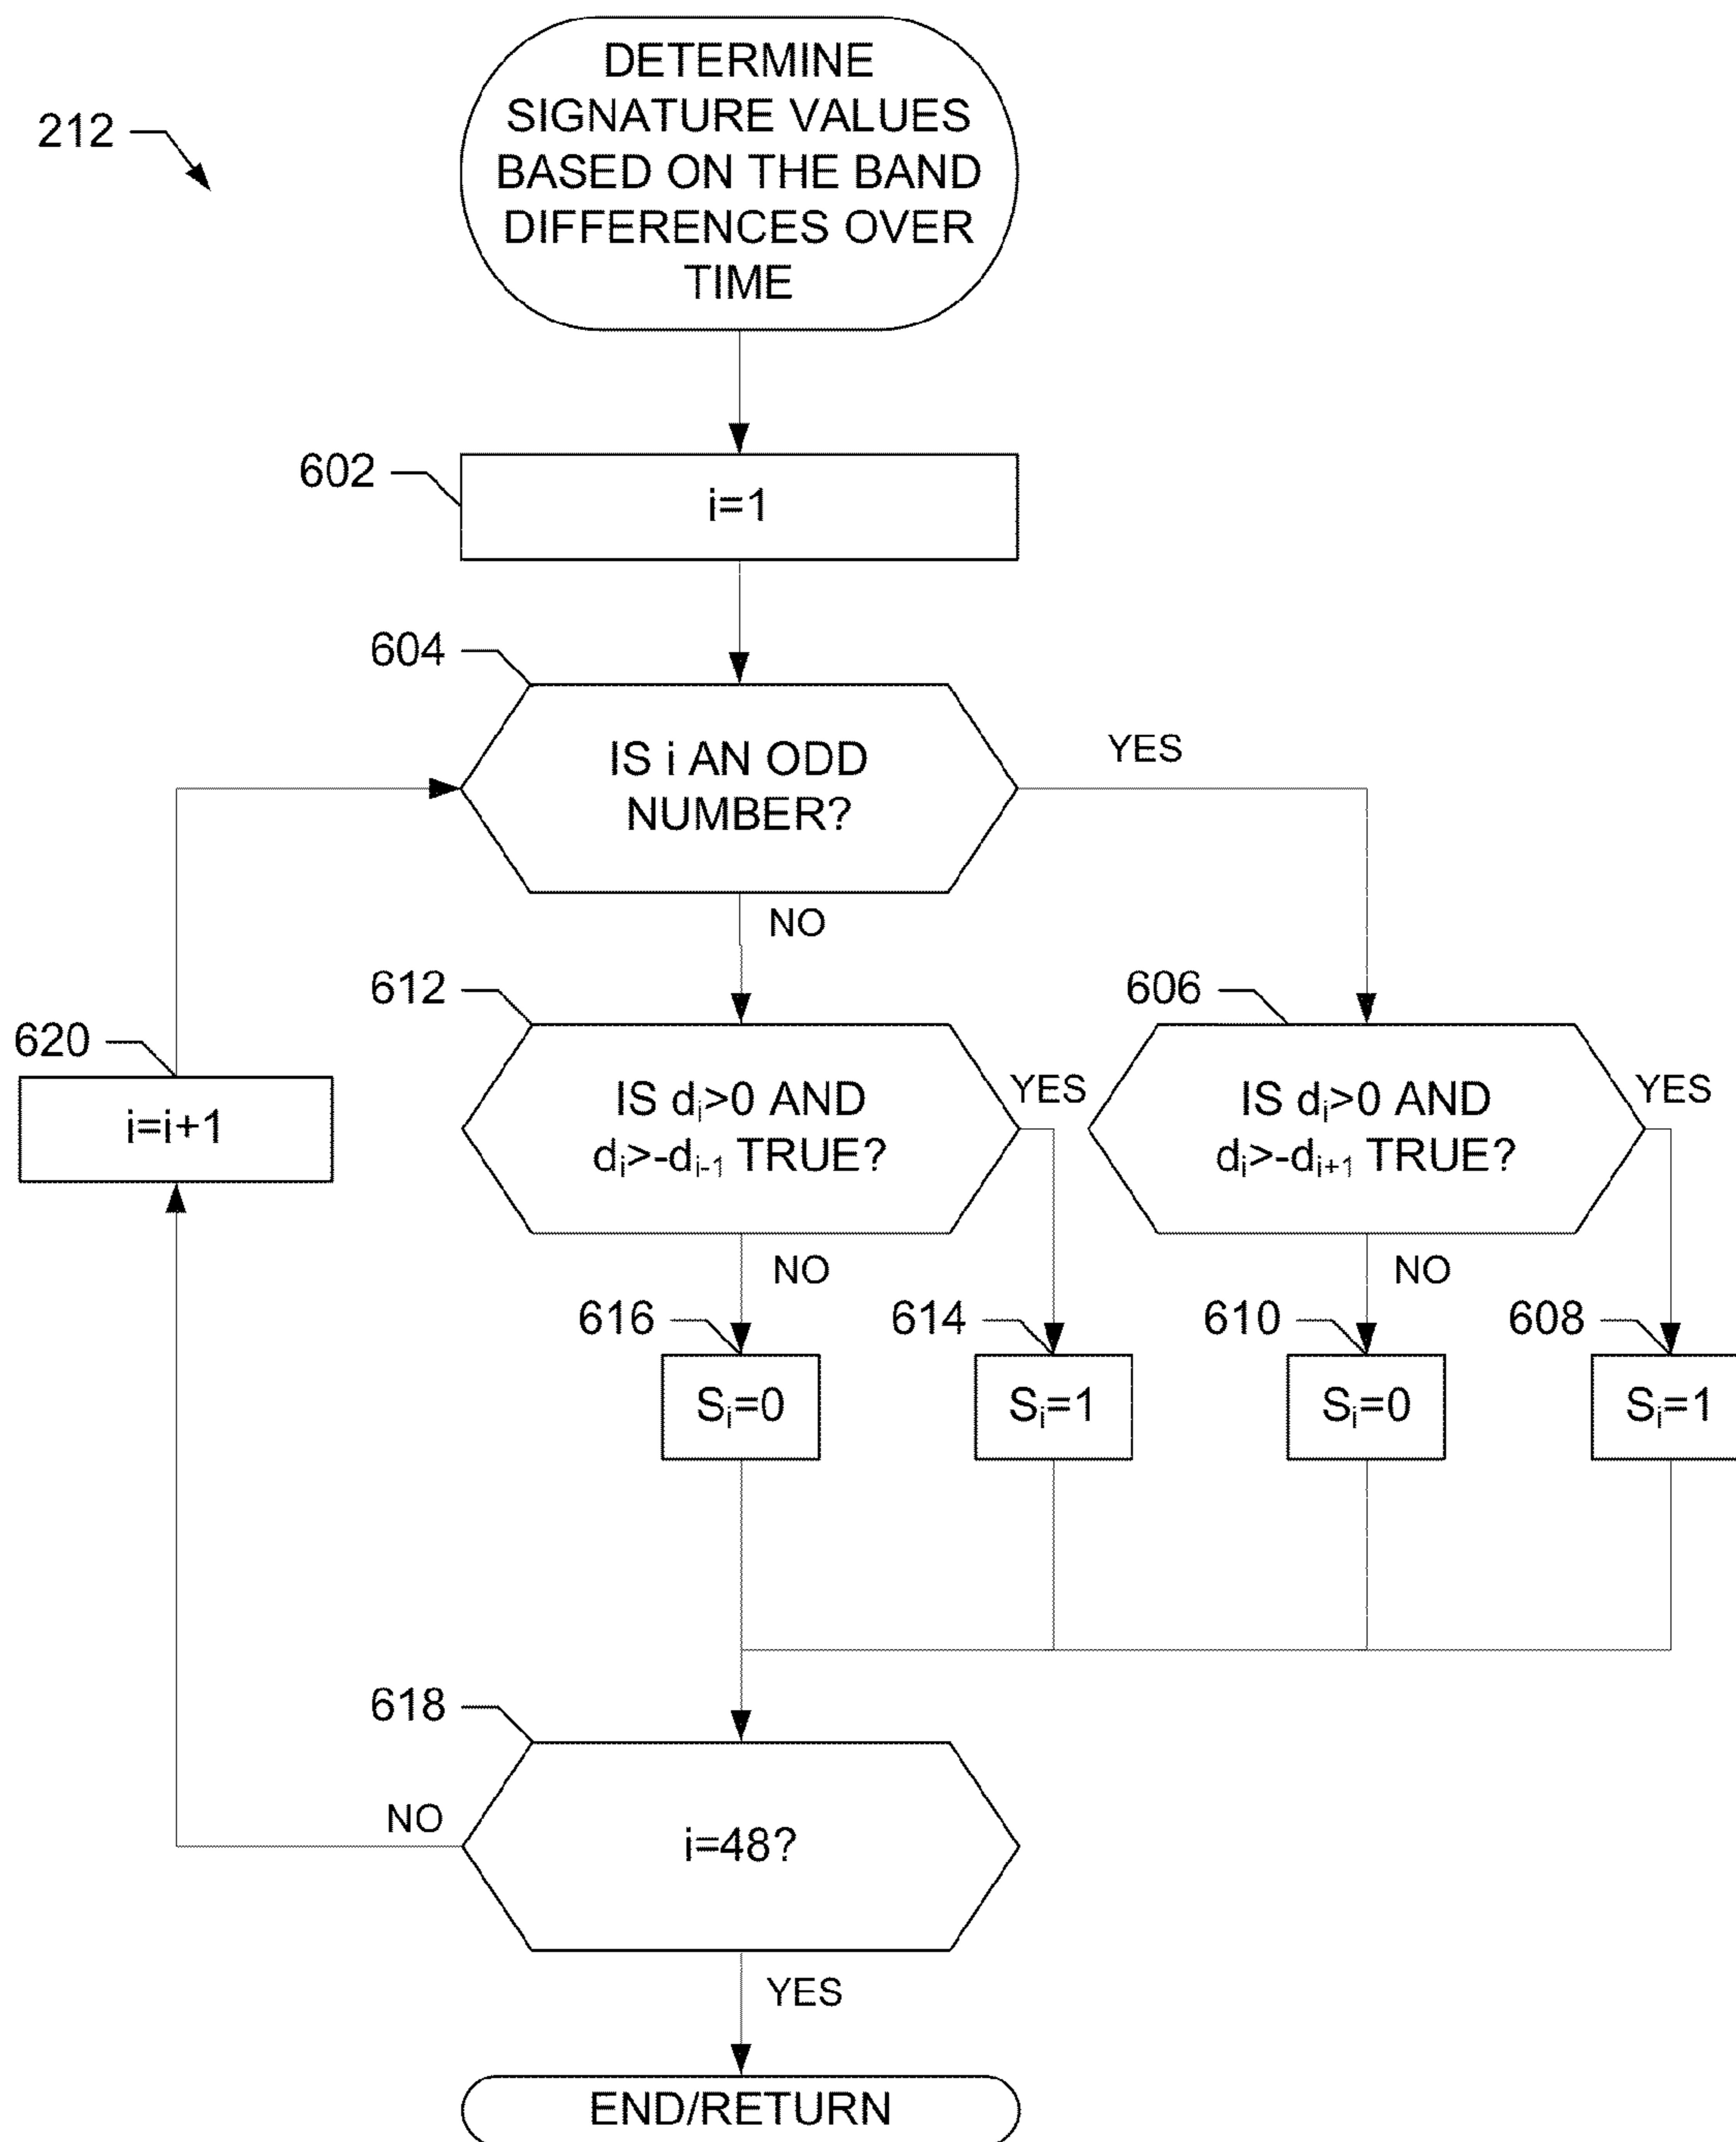 DETERMINE
SIGNATURE VALUES
BASED ON THE BAND
DIFFERENCES OVER
TIME
212
602
i=1
604
IS i AN ODD
NUMBER?
YES
NO
612
606
620
i=i+1
IS dᵢ>0 AND
dᵢ>-dᵢ₋₁ TRUE?
YES
IS dᵢ>0 AND
dᵢ>-dᵢ₊₁ TRUE?
YES
NO
NO
616
614
610
608
Sᵢ=0
Sᵢ=1
Sᵢ=0
Sᵢ=1
618
NO
i=48?
YES
END/RETURN